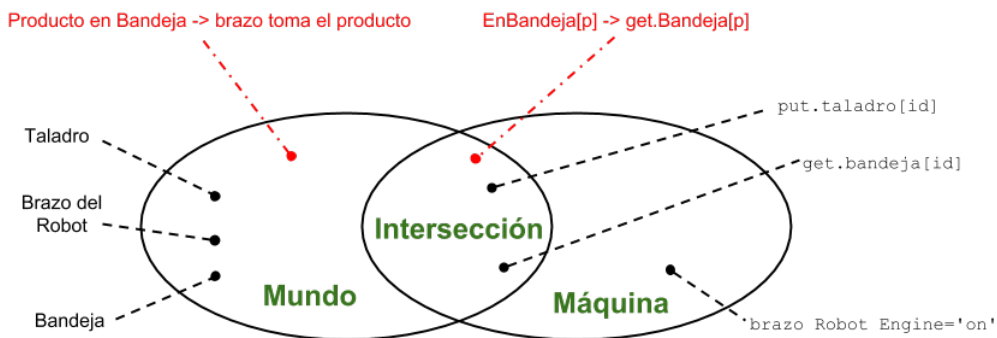 Producto en Bandeja -> brazo toma el producto
EnBandeja[p] -> get.Bandeja[p]
put.taladro[id]
Taladro
get.bandeja[id]
Brazo del
Robot
Intersección
Mundo
Máquina
Bandeja
brazo Robot Engine='on'